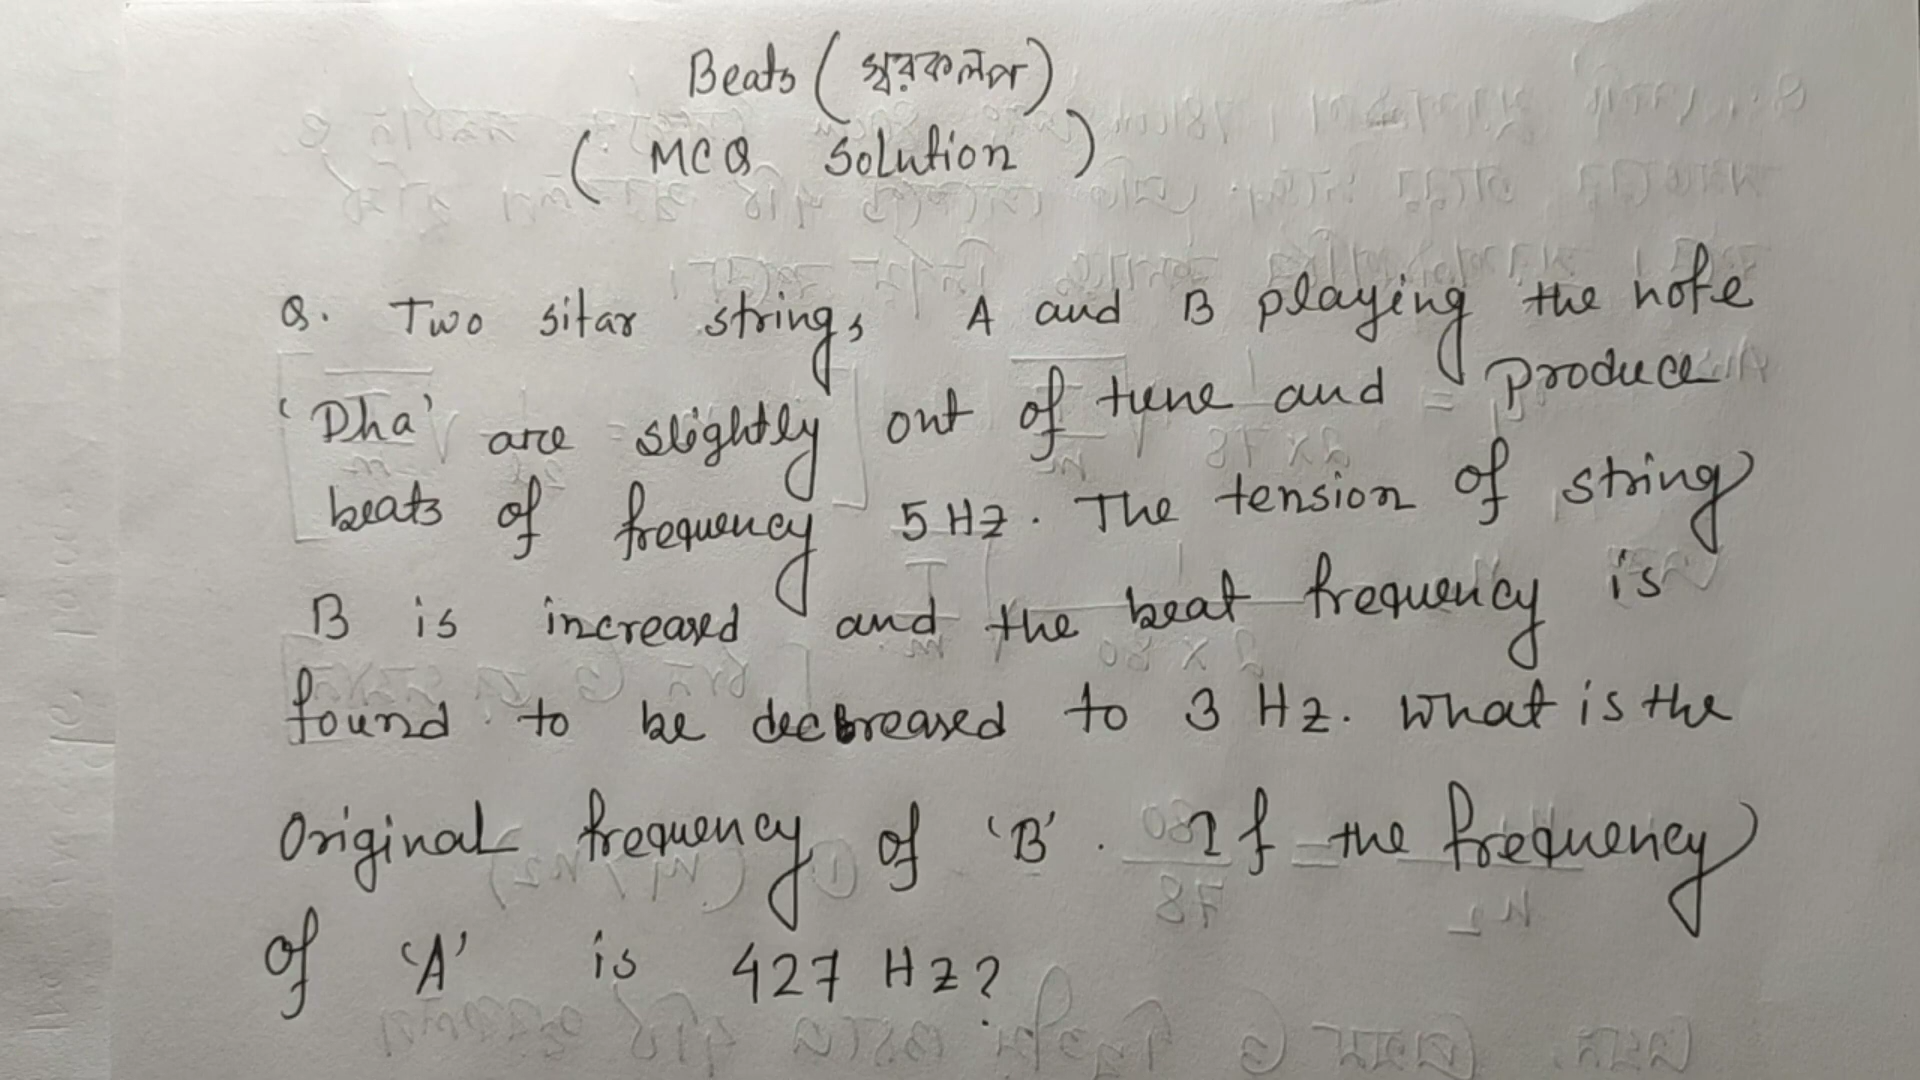 Beats (স্বরকল্প)
(MCQ Solution)
Q. Two sitar strings A and B playing the note
'Dha' are slightly out of tune and produce
beats of frequency 5 Hz. The tension of string
B is increased and the beat frequency is
found to be decreased to 3 Hz. What is the
Original frequency of 'B'. If the frequency
of 'A' is 427 Hz?